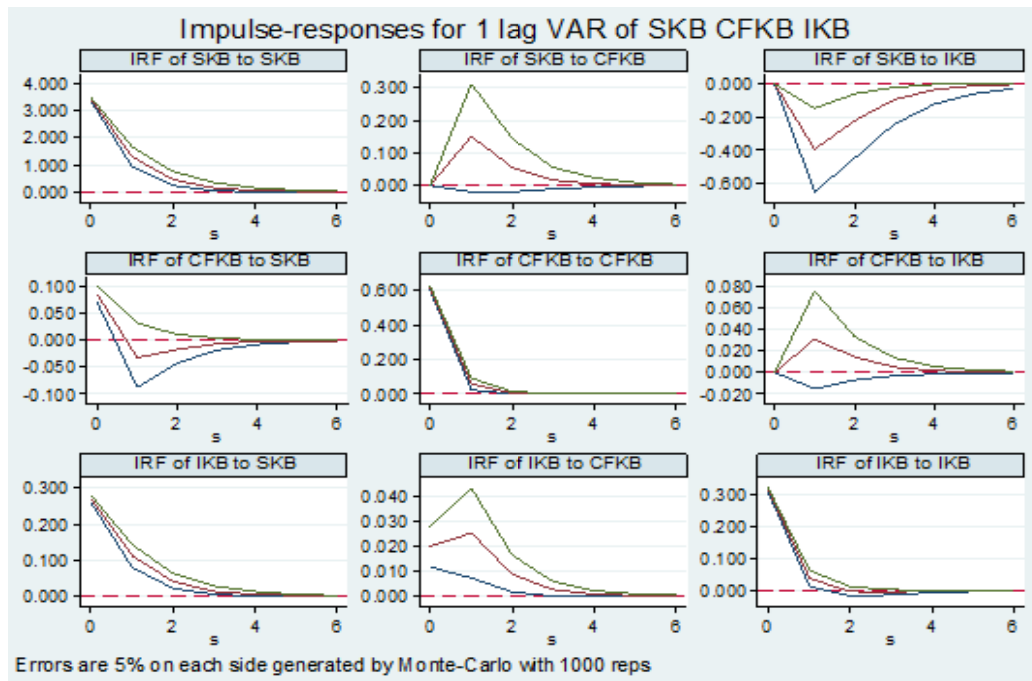 Impulse-responses for 1 lag VAR of SKB CFKB IKB
IRF of SKB to SKB
4.000
3.000
2.000
1.000
0.000
0 2 4 6
s
IRF of SKB to CFKB
0.300
0.200
0.100
0.000
0 2 4 6
s
IRF of SKB to IKB
0.000
-0.200
-0.400
-0.600
0 2 4 6
s
IRF of CFKB to SKB
0.100
0.050
0.000
-0.050
-0.100
0 2 4 6
s
IRF of CFKB to CFKB
0.600
0.400
0.200
0.000
0 2 4 6
s
IRF of CFKB to IKB
0.080
0.060
0.040
0.020
0.000
-0.020
0 2 4 6
s
IRF of IKB to SKB
0.300
0.200
0.100
0.000
0 2 4 6
s
IRF of IKB to CFKB
0.040
0.030
0.020
0.010
0.000
0 2 4 6
s
IRF of IKB to IKB
0.300
0.200
0.100
0.000
0 2 4 6
s
Errors are 5% on each side generated by Monte-Carlo with 1000 reps